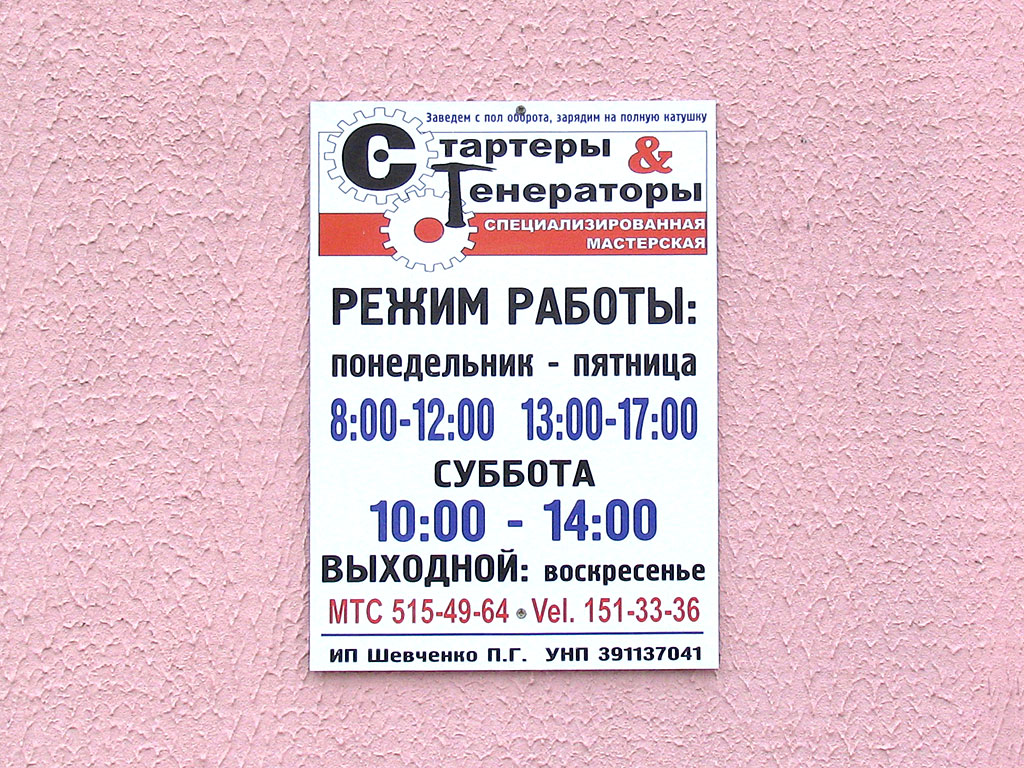 Заведем с пол оборота, зарядим на полную катушку
Стартеры &
Генераторы
СПЕЦИАЛИЗИРОВАННАЯ
МАСТЕРСКАЯ
РЕЖИМ РАБОТЫ:
понедельник - пятница
8:00-12:00 13:00-17:00
СУББОТА
10:00 - 14:00
ВЫХОДНОЙ: воскресенье
МТС 515-49-64 • Vel. 151-33-36
ИП Шевченко П.Г. УНП 391137041